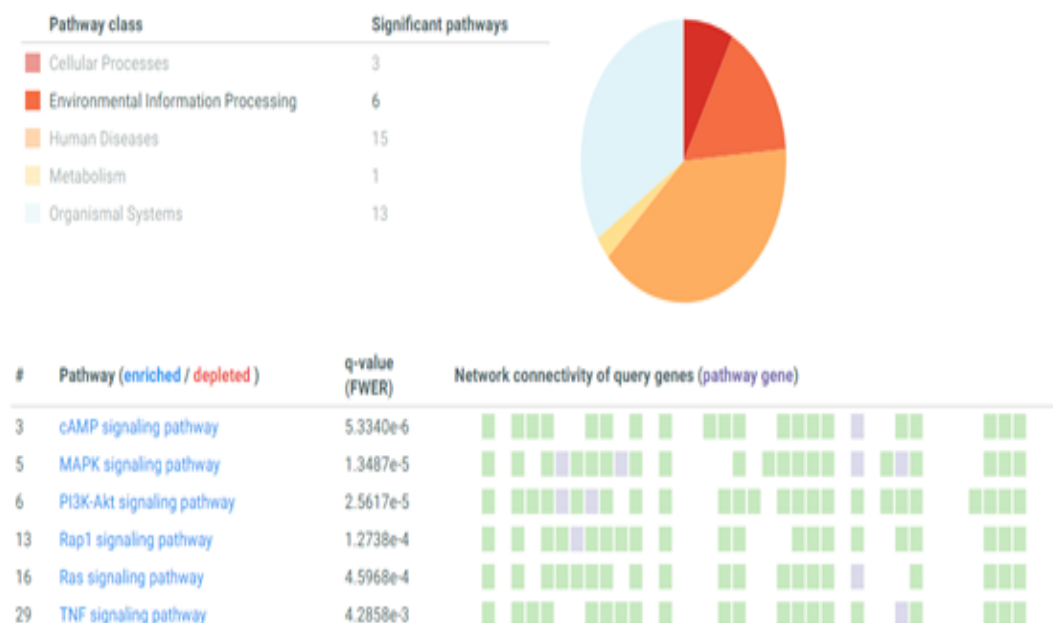 Pathway class Significant pathways
Cellular Processes 3
Environmental Information Processing 6
Human Diseases 15
Metabolism 1
Organismal Systems 13
# Pathway (enriched / depleted ) q-value (FWER) Network connectivity of query genes (pathway gene)
3 cAMP signaling pathway 5.3340e-6
5 MAPK signaling pathway 1.3487e-5
6 PI3K-Akt signaling pathway 2.5617e-5
13 Rap1 signaling pathway 1.2738e-4
16 Ras signaling pathway 4.5968e-4
29 TNF signaling pathway 4.2858e-3